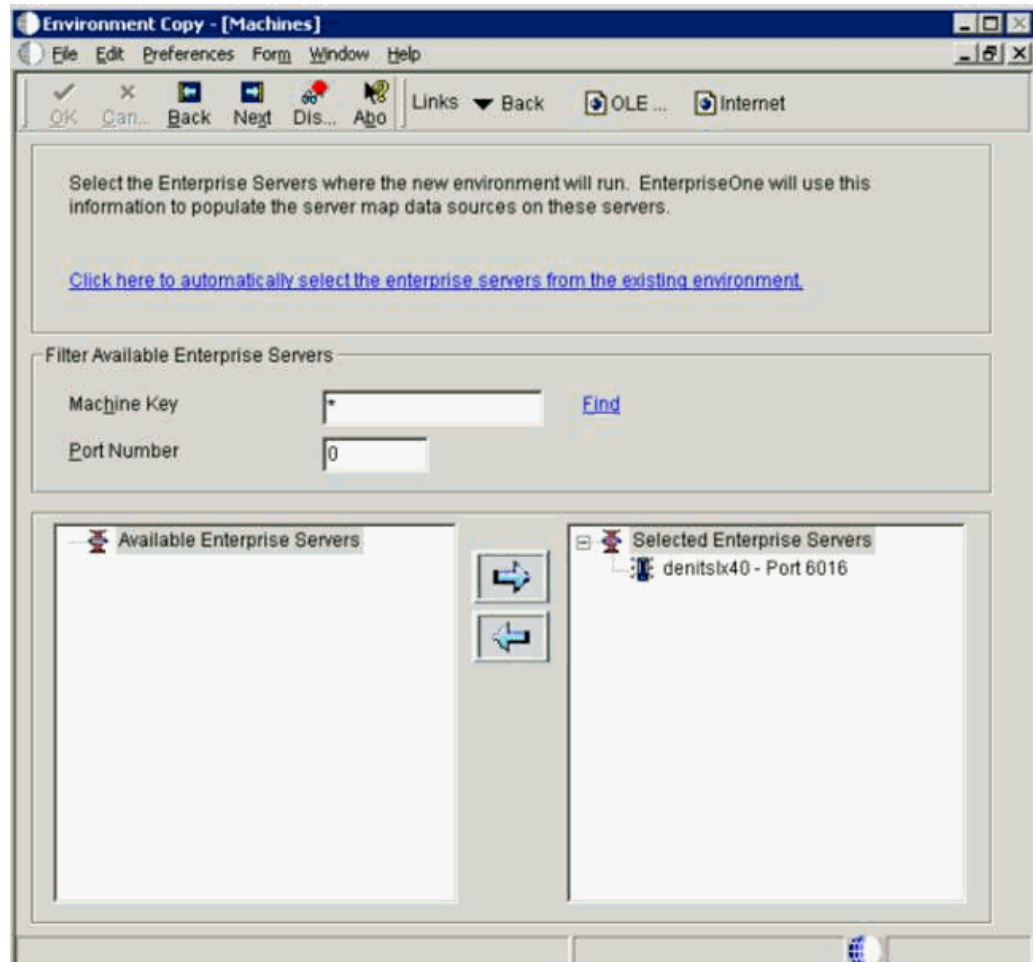 Environment Copy - [Machines]
File Edit Preferences Form Window Help
OK Can... Back Next Dis... Abo Links Back OLE ... Internet
Select the Enterprise Servers where the new environment will run. EnterpriseOne will use this
information to populate the server map data sources on these servers.
Click here to automatically select the enterprise servers from the existing environment.
Filter Available Enterprise Servers
Machine Key * Find
Port Number 0
Available Enterprise Servers
Selected Enterprise Servers
denitslx40 - Port 6016